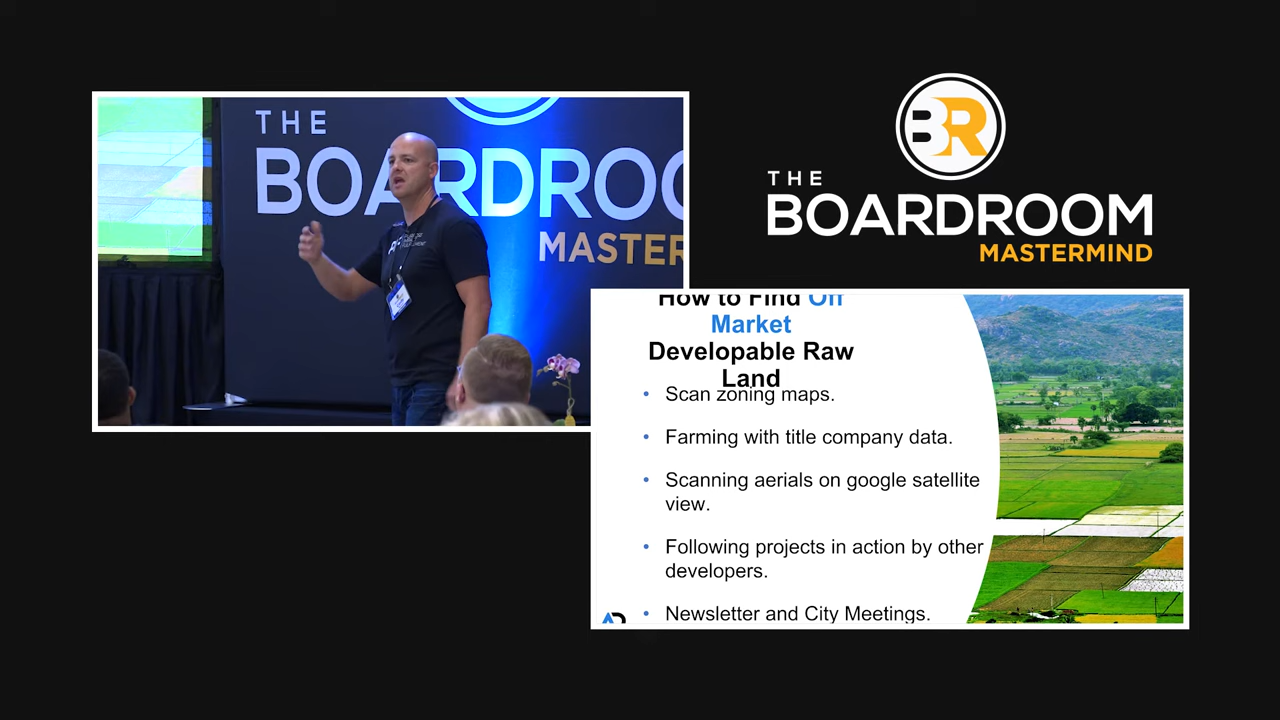 THE
BOARDROO
MASTER
BR
THE
BOARDROOM
MASTERMIND
How to Find Off
Market
Developable Raw
Land
• Scan zoning maps.
• Farming with title company data.
• Scanning aerials on google satellite
view.
• Following projects in action by other
developers.
• Newsletter and City Meetings.